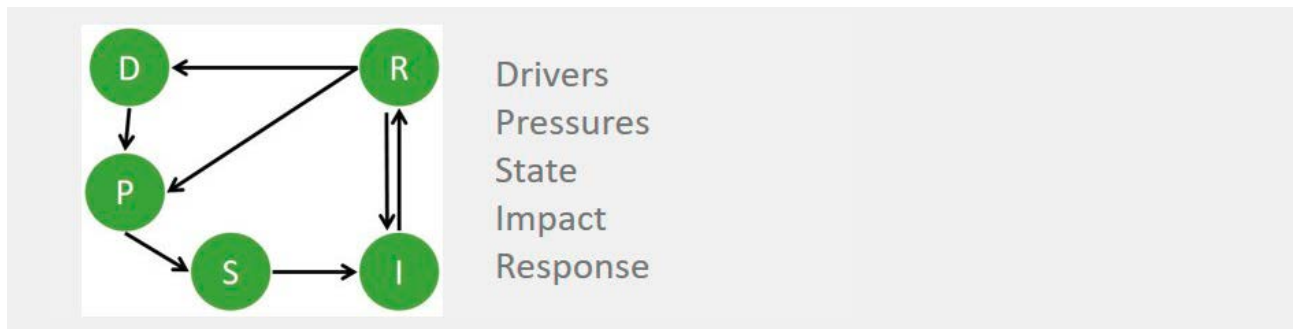 D
R
P
S
I
Drivers
Pressures
State
Impact
Response